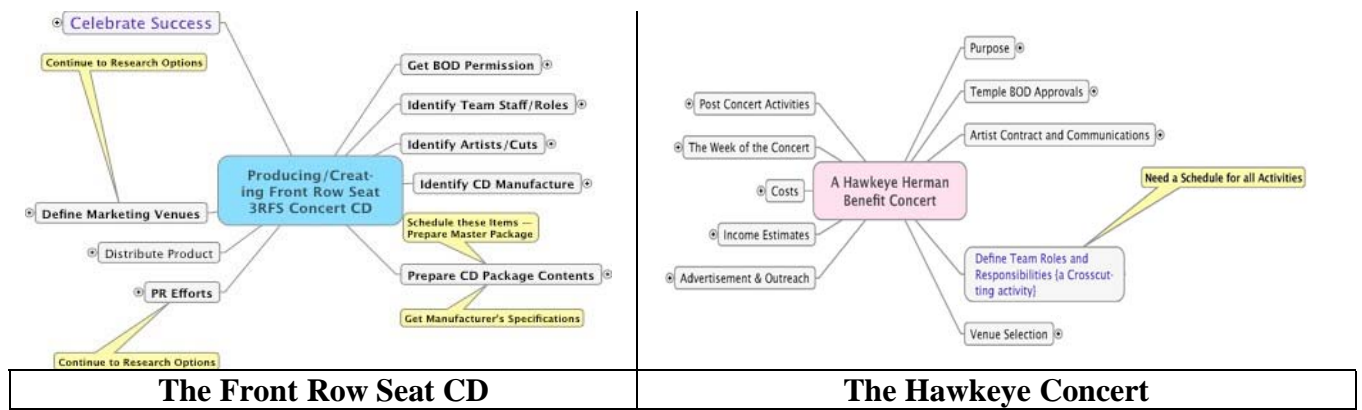 Celebrate Success
Continue to Research Options
Get BOD Permission
Identify Team Staff/Roles
Identify Artists/Cuts
Identify CD Manufacture
Producing/Creat-
ing Front Row Seat
3RFS Concert CD
Define Marketing Venues
Distribute Product
PR Efforts
Continue to Research Options
Schedule these Items —
Prepare Master Package
Prepare CD Package Contents
Get Manufacturer's Specifications
The Front Row Seat CD
Purpose
Temple BOD Approvals
Artist Contract and Communications
Post Concert Activities
The Week of the Concert
Costs
Income Estimates
Advertisement & Outreach
A Hawkeye Herman
Benefit Concert
Need a Schedule for all Activities
Define Team Roles and
Responsibilities {a Crosscut-
ting activity}
Venue Selection
The Hawkeye Concert